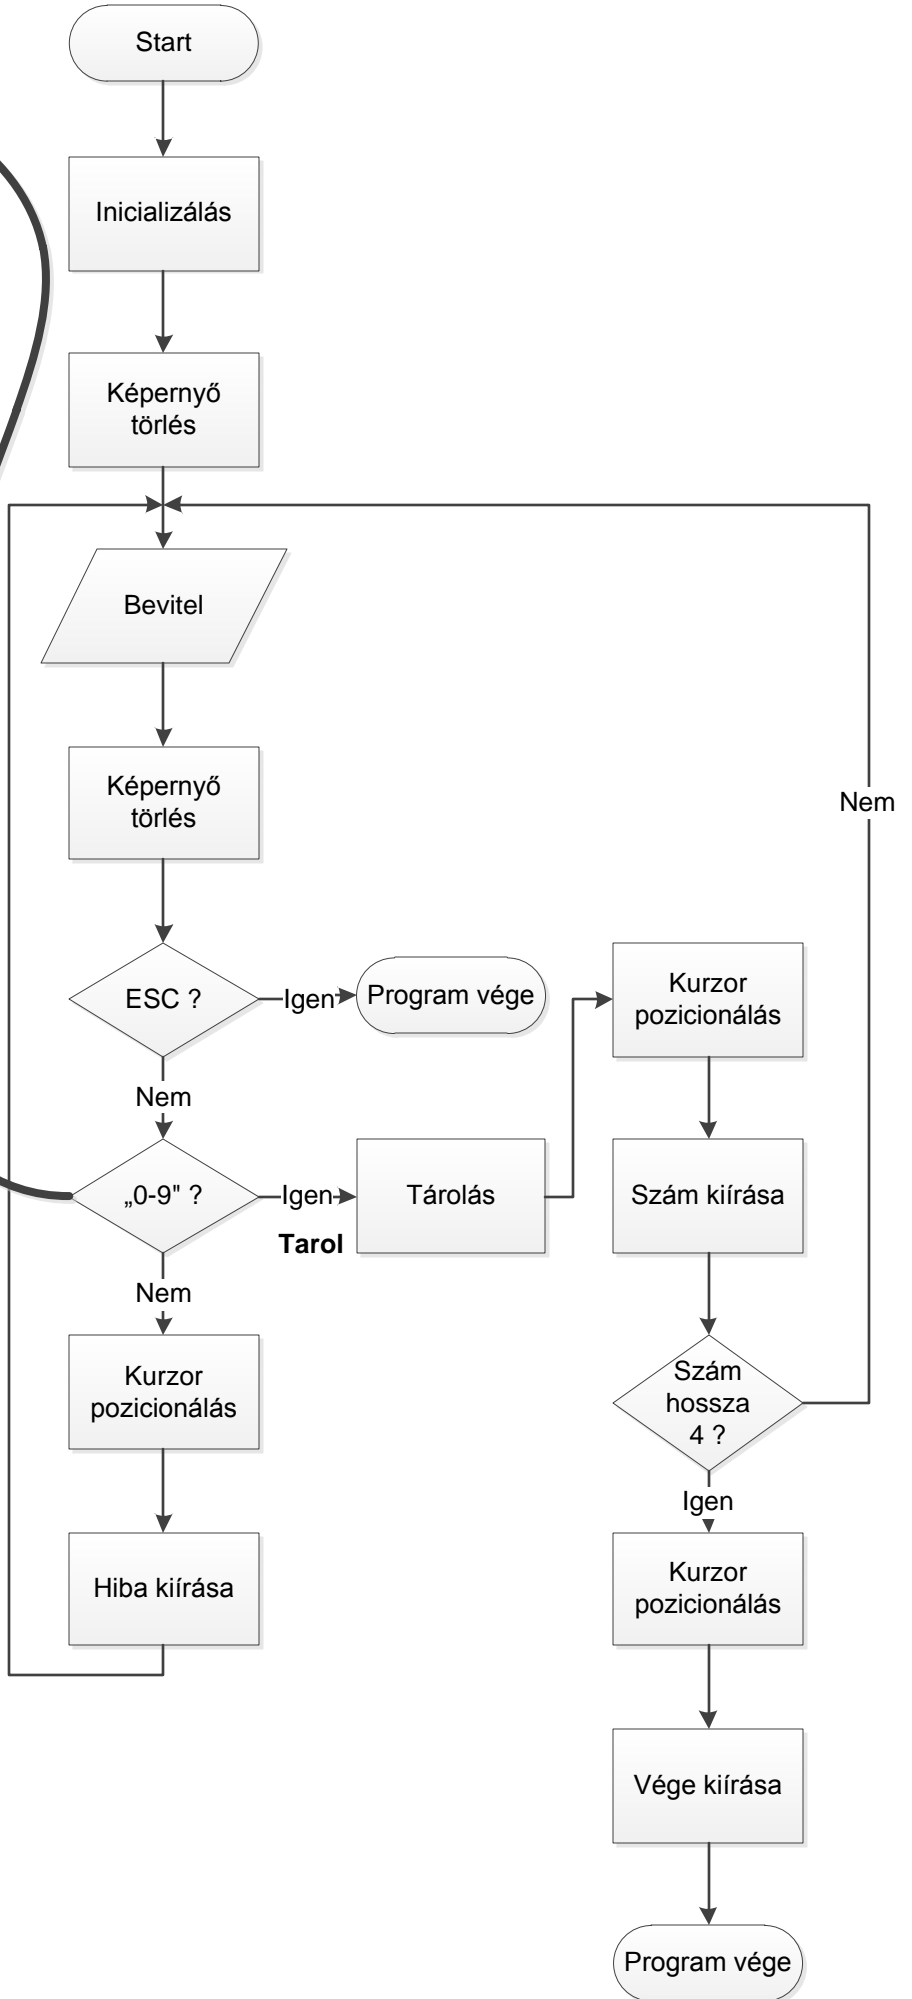 Start
Inicializálás
Képernyő
törlés
Bevitel
Képernyő
törlés
Nem
ESC ?
Igen
Program vége
Kurzor
pozicionálás
Nem
„0-9" ?
Igen
Tárolás
Szám kiírása
Tarol
Nem
Kurzor
pozicionálás
Szám
hossza
4 ?
Igen
Hiba kiírása
Kurzor
pozicionálás
Vége kiírása
Program vége